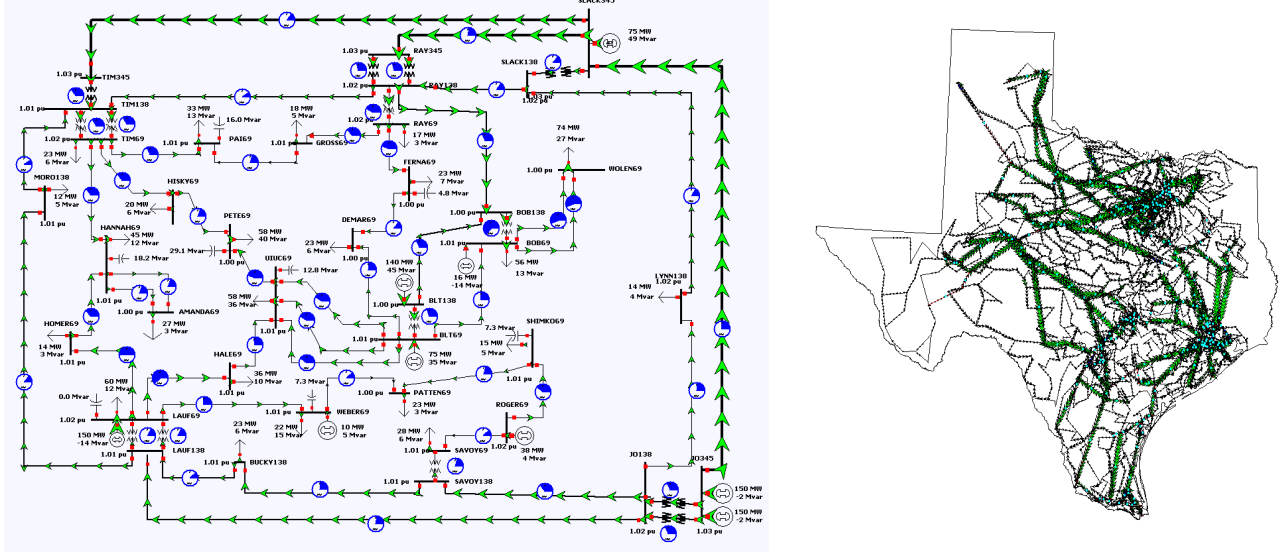 SLACK345
75 MW
49 Mvar
1.03 pu
RAY345
SLACK138
1.03 pu
TIM345
1.02 pu
RAY138
1.02 pu
1.03 pu
1.01 pu
TIM138
33 MW
13 Mvar
16.0 Mvar
18 MW
5 Mvar
1.02 pu
RAY69
74 MW
27 Mvar
1.02 pu
TIM69
1.01 pu
PAI69
1.01 pu
GROSS69
17 MW
3 Mvar
23 MW
6 Mvar
FERNA69
1.00 pu
WOLEN69
MORO138
12 MW
5 Mvar
1.01 pu
HISKY69
20 MW
6 Mvar
23 MW
7 Mvar
4.8 Mvar
1.00 pu
1.00 pu
BOB138
HANNAH69
45 MW
12 Mvar
PETE69
58 MW
40 Mvar
DEMAR69
23 MW
6 Mvar
1.01 pu
BOB69
29.1 Mvar
1.00 pu
18.2 Mvar
UIUC69
12.8 Mvar
140 MW
45 Mvar
56 MW
13 Mvar
16 MW
-14 Mvar
LYNN138
1.02 pu
14 MW
4 Mvar
1.01 pu
58 MW
36 Mvar
1.00 pu
BLT138
1.00 pu
AMANDA69
27 MW
3 Mvar
1.01 pu
HOMER69
14 MW
3 Mvar
1.01 pu
1.01 pu
BLT69
7.3 Mvar
SHIMKO69
15 MW
5 Mvar
HALE69
36 MW
10 Mvar
1.01 pu
75 MW
35 Mvar
1.01 pu
60 MW
12 Mvar
0.0 Mvar
7.3 Mvar
1.00 pu
PATTEN69
23 MW
3 Mvar
1.02 pu
LAUF69
1.01 pu
WEBER69
ROGER69
150 MW
-14 Mvar
22 MW
15 Mvar
10 MW
5 Mvar
28 MW
6 Mvar
1.02 pu
38 MW
4 Mvar
23 MW
6 Mvar
LAUF138
1.01 pu
1.01 pu
SAVOY69
1.01 pu
BUCKY138
1.01 pu
SAVOY138
JO138
JO345
150 MW
-2 Mvar
150 MW
-2 Mvar
1.02 pu
1.03 pu